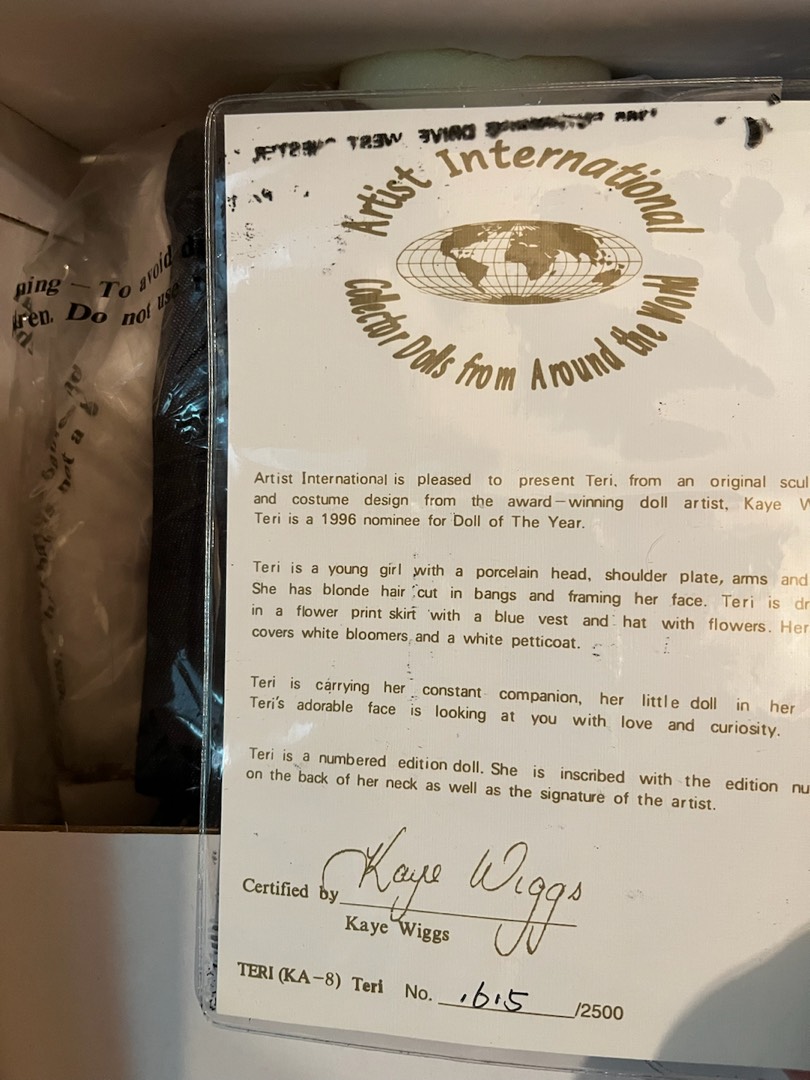 WEST DRIVE
Artist International
Collector Dolls from Around the World
ping — To avoid
ren. Do not use
Artist International is pleased to present Teri, from an original
and costume design from the award—winning doll artist, Kaye
Teri is a 1996 nominee for Doll of The Year.
Teri is a young girl with a porcelain head, shoulder plate, arms and
She has blonde hair cut in bangs and framing her face. Teri is
in a flower print skirt with a blue vest and hat with flowers. Her
covers white bloomers and a white petticoat.
Teri is carrying her constant companion, her little doll in her
Teri's adorable face is looking at you with love and curiosity.
Teri is a numbered edition doll. She is inscribed with the edition
on the back of her neck as well as the signature of the artist.
Kaye Wiggs
Certified by
Kaye Wiggs
TERI (KA—8) Teri No. 615 /2500